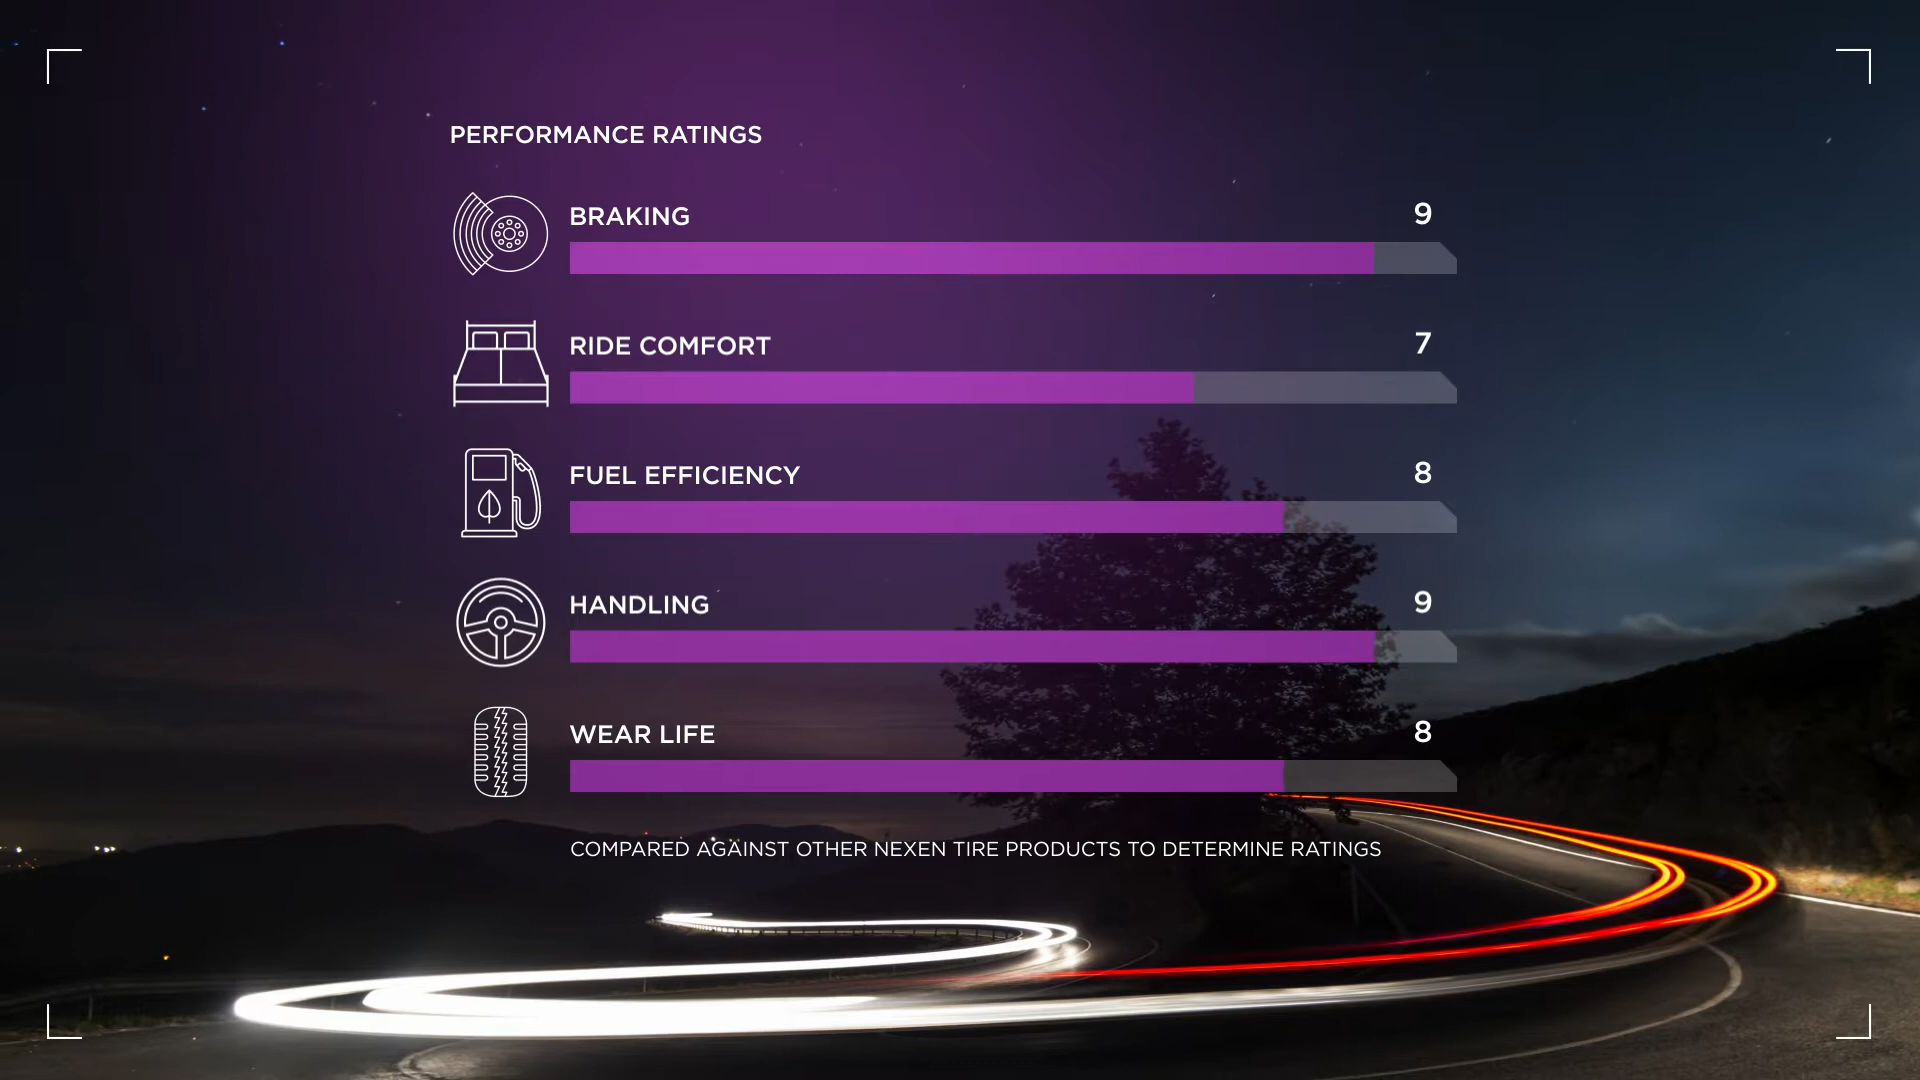 PERFORMANCE RATINGS
BRAKING 9
RIDE COMFORT 7
FUEL EFFICIENCY 8
HANDLING 9
WEAR LIFE 8
COMPARED AGAINST OTHER NEXEN TIRE PRODUCTS TO DETERMINE RATINGS